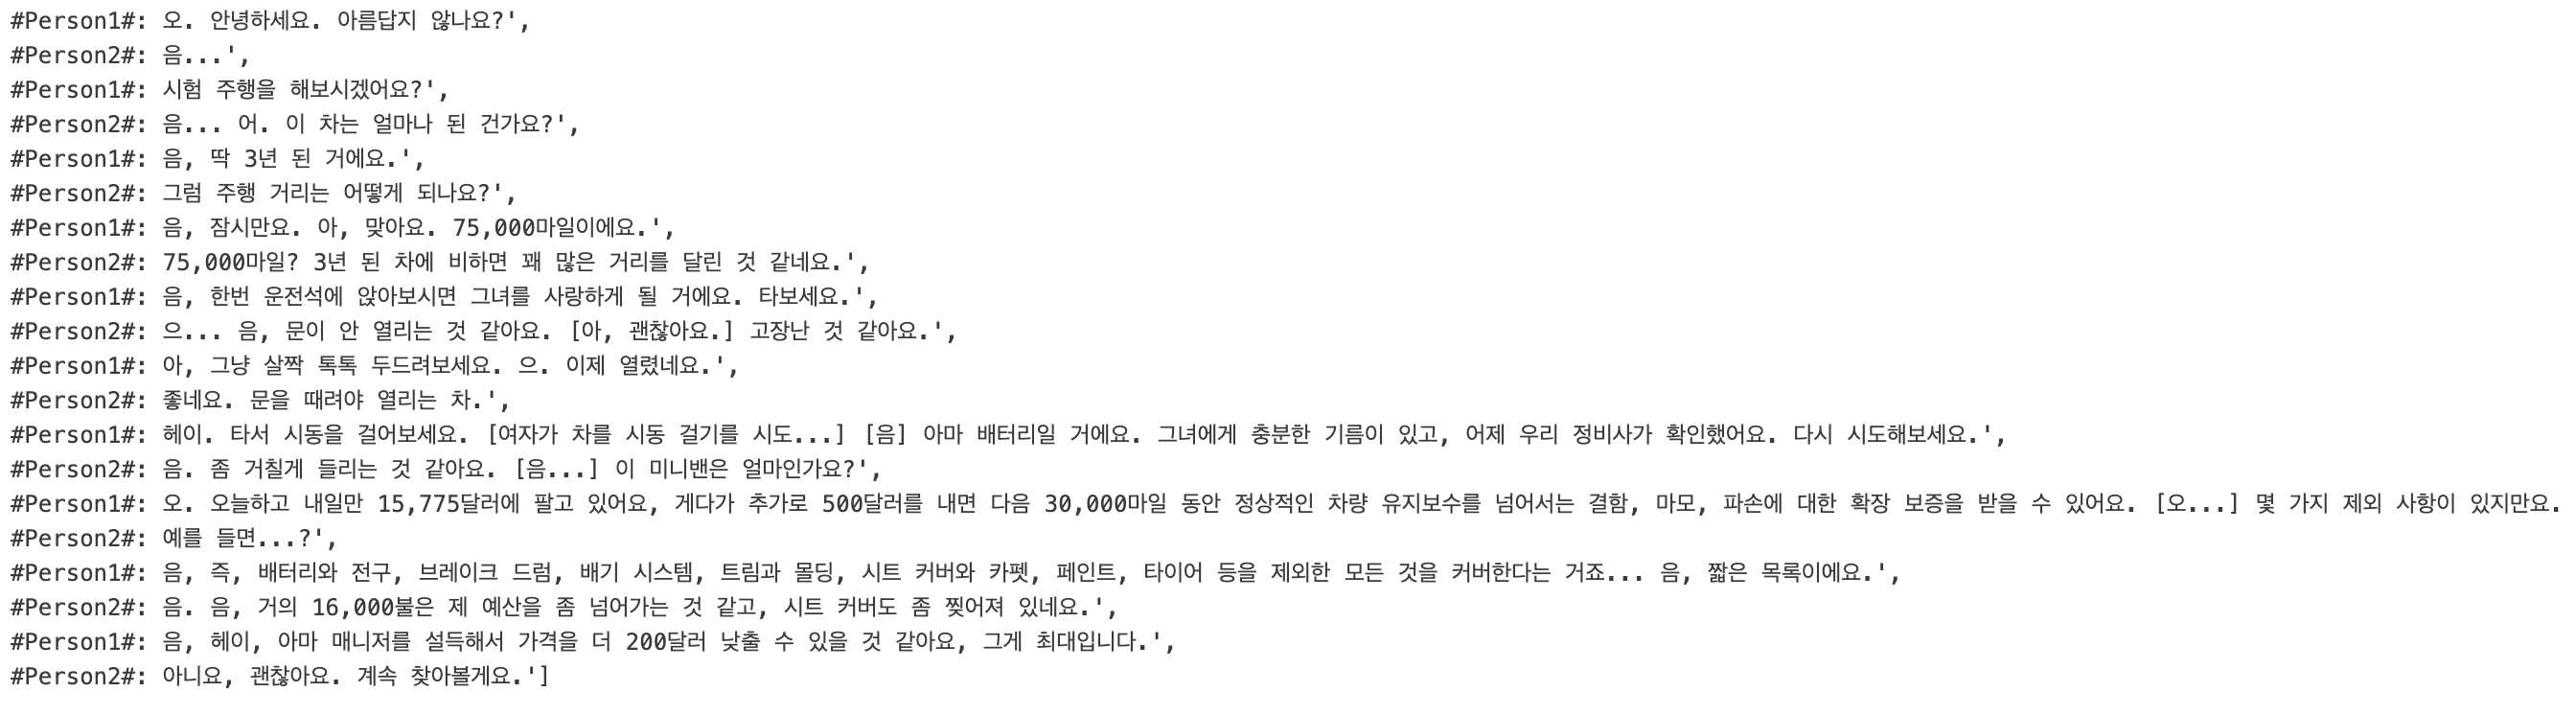 #Person1#: 오. 안녕하세요. 아름답지 않나요?',
#Person2#: 음...',
#Person1#: 시험 주행을 해보시겠어요?',
#Person2#: 음... 어. 이 차는 얼마나 된 건가요?',
#Person1#: 음, 딱 3년 된 거에요.',
#Person2#: 그럼 주행 거리는 어떻게 되나요?',
#Person1#: 음, 잠시만요. 아, 맞아요. 75,000마일이에요.',
#Person2#: 75,000마일? 3년 된 차에 비하면 꽤 많은 거리를 달린 것 같네요.',
#Person1#: 음, 한번 운전석에 앉아보시면 그녀를 사랑하게 될 거에요. 타보세요.',
#Person2#: 으... 음, 문이 안 열리는 것 같아요. [아, 괜찮아요.] 고장난 것 같아요.',
#Person1#: 아, 그냥 살짝 톡톡 두드려보세요. 으. 이제 열렸네요.',
#Person2#: 좋네요. 문을 때려야 열리는 차.',
#Person1#: 헤이. 타서 시동을 걸어보세요. [여자가 차를 시동 걸기를 시도...] [음] 아마 배터리일 거에요. 그녀에게 충분한 기름이 있고, 어제 우리 정비사가 확인했어요. 다시 시도해보세요.',
#Person2#: 음. 좀 거칠게 들리는 것 같아요. [음...] 이 미니밴은 얼마인가요?',
#Person1#: 오. 오늘하고 내일만 15,775달러에 팔고 있어요, 게다가 추가로 500달러를 내면 다음 30,000마일 동안 정상적인 차량 유지보수를 넘어서는 결함, 마모, 파손에 대한 확장 보증을 받을 수 있어요. [오...] 몇 가지 제외 사항이 있지만요.
#Person2#: 예를 들면...?',
#Person1#: 음, 즉, 배터리와 전구, 브레이크 드럼, 배기 시스템, 트림과 몰딩, 시트 커버와 카펫, 페인트, 타이어 등을 제외한 모든 것을 커버한다는 거죠... 음, 짧은 목록이에요.',
#Person2#: 음. 음, 거의 16,000불은 제 예산을 좀 넘어가는 것 같고, 시트 커버도 좀 찢어져 있네요.',
#Person1#: 음, 헤이, 아마 매니저를 설득해서 가격을 더 200달러 낮출 수 있을 것 같아요, 그게 최대입니다.',
#Person2#: 아니요, 괜찮아요. 계속 찾아볼게요.']